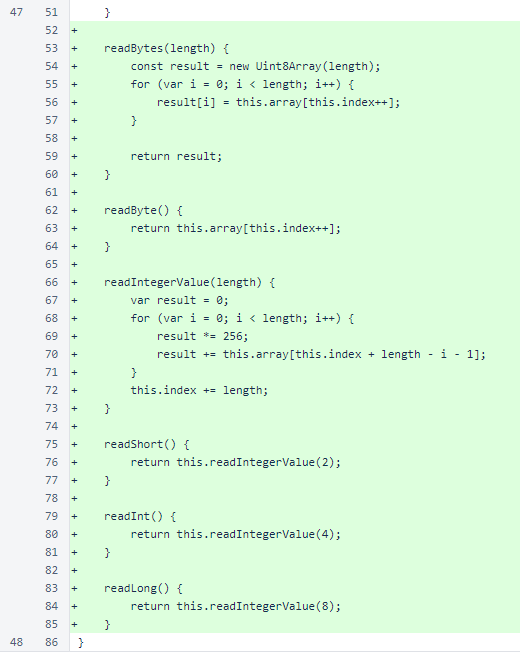 47 51     }
52 +
53 +     readBytes(length) {
54 +         const result = new Uint8Array(length);
55 +         for (var i = 0; i < length; i++) {
56 +             result[i] = this.array[this.index++];
57 +         }
58 +
59 +         return result;
60 +     }
61 +
62 +     readByte() {
63 +         return this.array[this.index++];
64 +     }
65 +
66 +     readIntegerValue(length) {
67 +         var result = 0;
68 +         for (var i = 0; i < length; i++) {
69 +             result *= 256;
70 +             result += this.array[this.index + length - i - 1];
71 +         }
72 +         this.index += length;
73 +     }
74 +
75 +     readShort() {
76 +         return this.readIntegerValue(2);
77 +     }
78 +
79 +     readInt() {
80 +         return this.readIntegerValue(4);
81 +     }
82 +
83 +     readLong() {
84 +         return this.readIntegerValue(8);
85 +     }
48 86 }